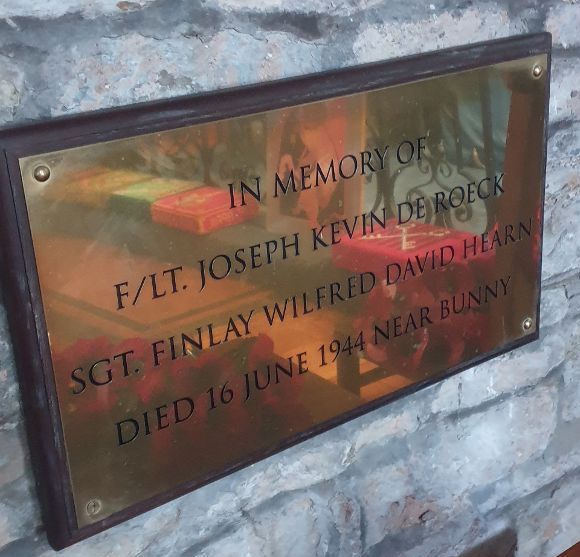 IN MEMORY OF
F/LT. JOSEPH KEVIN DE ROECK
SGT. FINLAY WILFRED DAVID HEARN
DIED 16 JUNE 1944 NEAR BUNNY